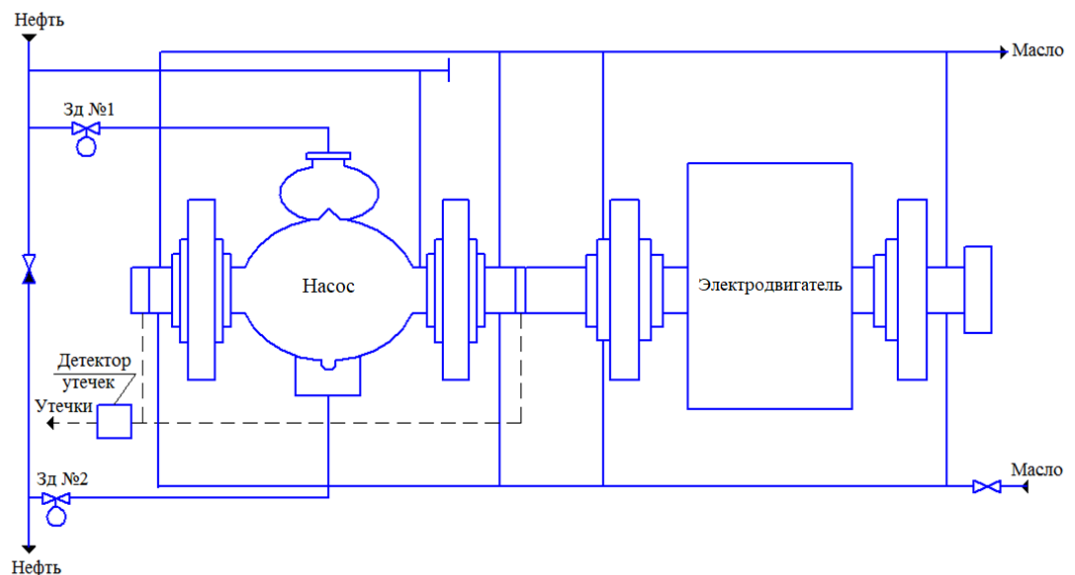 Нефть
Масло
Зд №1
Насос
Электродвигатель
Детектор
утечек
Утечки
Зд №2
Масло
Нефть